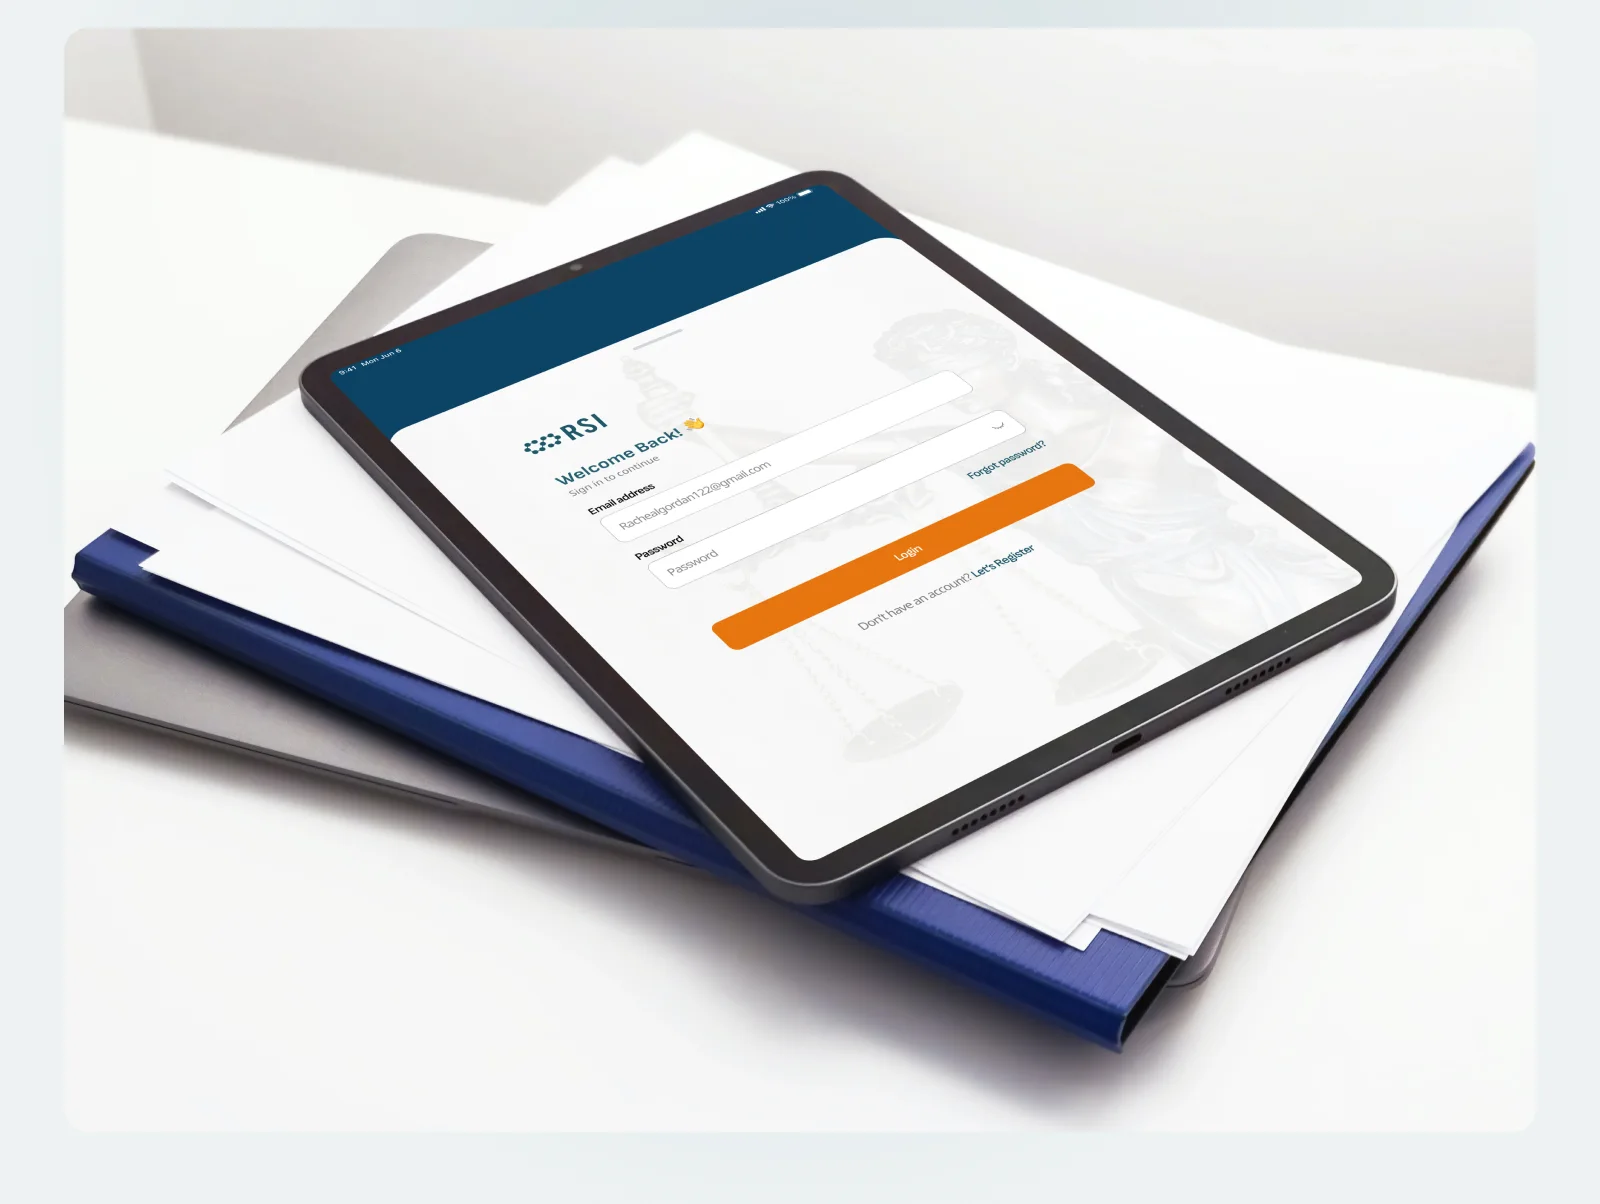 9:41 Mon Jun 6
100%
RSI
Welcome Back! 👋
Sign in to continue
Email address
Rachealgordan122@gmail.com
Password
Password
Forgot password?
Login
Don't have an account? Let's Register